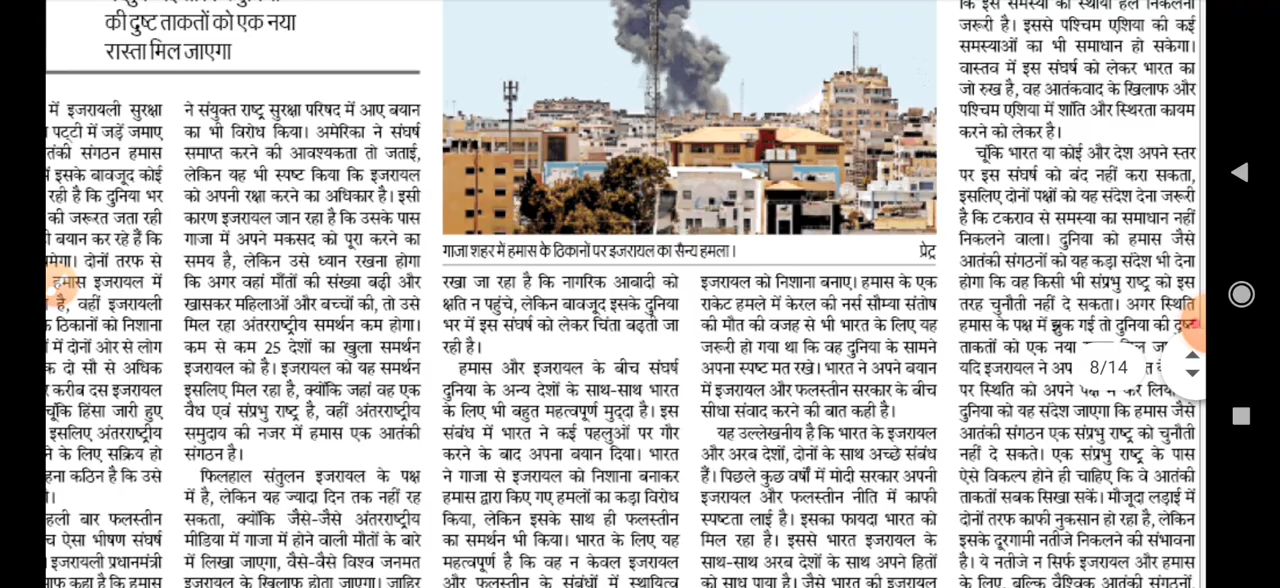 की दुष्ट ताकतों को एक नया
रास्ता मिल जाएगा
में इजरायली सुरक्षा
पट्टी में जड़ें जमाए
संगठन हमास
इसके बावजूद कोई
रही है कि दुनिया भर
की जरूरत जता रही
बयान कर रहे हैं कि
दोनों तरफ से
हमास इजरायल में
है, वहीं इजरायली
ठिकानों को निशाना
में दोनों ओर से लोग
दो सौ से अधिक
करीब दस इजरायल
चूंकि हिंसा जारी हुए
इसलिए अंतरराष्ट्रीय
के लिए सक्रिय हो
कठिन है कि उसे
बार फलस्तीन
ऐसा भीषण संघर्ष
इजरायली प्रधानमंत्री
कहा है कि हमास
ने संयुक्त राष्ट्र सुरक्षा परिषद में आए बयान
का भी विरोध किया। अमेरिका ने संघर्ष
समाप्त करने की आवश्यकता तो जताई,
लेकिन यह भी स्पष्ट किया कि इजरायल
को अपनी रक्षा करने का अधिकार है। इसी
कारण इजरायल जान रहा है कि उसके पास
गाजा में अपने मकसद को पूरा करने का
समय है, लेकिन उसे ध्यान रखना होगा
कि अगर वहां मौतों की संख्या बढ़ी और
खासकर महिलाओं और बच्चों की, तो उसे
मिल रहा अंतरराष्ट्रीय समर्थन कम होगा।
कम से कम 25 देशों का खुला समर्थन
इजरायल को है। इजरायल को यह समर्थन
इसलिए मिल रहा है, क्योंकि जहां वह एक
वैध एवं संप्रभु राष्ट्र है, वहीं अंतरराष्ट्रीय
समुदाय की नजर में हमास एक आतंकी
संगठन है।
फिलहाल संतुलन इजरायल के पक्ष
में है, लेकिन यह ज्यादा दिन तक नहीं रह
सकता, क्योंकि जैसे-जैसे अंतरराष्ट्रीय
मीडिया में गाजा में होने वाली मौतों के बारे
में लिखा जाएगा, वैसे-वैसे विश्व जनमत
इजरायल के खिलाफ होता जाएगा। जाहिर
गाजा शहर में हमास के ठिकानों पर इजरायल का सैन्य हमला। प्रेट्र
रखा जा रहा है कि नागरिक आबादी को
क्षति न पहुंचे, लेकिन बावजूद इसके दुनिया
भर में इस संघर्ष को लेकर चिंता बढ़ती जा
रही है।
हमास और इजरायल के बीच संघर्ष
दुनिया के अन्य देशों के साथ-साथ भारत
के लिए भी बहुत महत्वपूर्ण मुद्दा है। इस
संबंध में भारत ने कई पहलुओं पर गौर
करने के बाद अपना बयान दिया। भारत
ने गाजा से इजरायल को निशाना बनाकर
हमास द्वारा किए गए हमलों का कड़ा विरोध
किया, लेकिन इसके साथ ही फलस्तीन
का समर्थन भी किया। भारत के लिए यह
महत्वपूर्ण है कि वह न केवल इजरायल
और फलस्तीन के संबंधों में स्थायित्व
इजरायल को निशाना बनाए। हमास के एक
राकेट हमले में केरल की नर्स सौम्या संतोष
की मौत की वजह से भी भारत के लिए यह
जरूरी हो गया था कि वह दुनिया के सामने
अपना स्पष्ट मत रखे। भारत ने अपने बयान
में इजरायल और फलस्तीन सरकार के बीच
सीधा संवाद करने की बात कही है।
यह उल्लेखनीय है कि भारत के इजरायल
और अरब देशों, दोनों के साथ अच्छे संबंध
हैं। पिछले कुछ वर्षों में मोदी सरकार अपनी
इजरायल और फलस्तीन नीति में काफी
स्पष्टता लाई है। इसका फायदा भारत को
मिल रहा है। इससे भारत इजरायल के
साथ-साथ अरब देशों के साथ अपने हितों
को साध पाया है। जैसे भारत की इजरायल
कि इस समस्या का स्थायी हल निकलना
जरूरी है। इससे पश्चिम एशिया की कई
समस्याओं का भी समाधान हो सकेगा।
वास्तव में इस संघर्ष को लेकर भारत का
जो रुख है, वह आतंकवाद के खिलाफ और
पश्चिम एशिया में शांति और स्थिरता कायम
करने को लेकर है।
चूंकि भारत या कोई और देश अपने स्तर
पर इस संघर्ष को बंद नहीं करा सकता,
इसलिए दोनों पक्षों को यह संदेश देना जरूरी
है कि टकराव से समस्या का समाधान नहीं
निकलने वाला। दुनिया को हमास जैसे
आतंकी संगठनों को यह कड़ा संदेश भी देना
होगा कि वह किसी भी संप्रभु राष्ट्र को इस
तरह चुनौती नहीं दे सकता। अगर स्थिति
हमास के पक्ष में झुक गई तो दुनिया की दुष्ट
ताकतों को एक नया
यदि इजरायल ने
पर स्थिति को अपने पक्ष में कर
दुनिया को यह संदेश जाएगा कि हमास जैसे
आतंकी संगठन एक संप्रभु राष्ट्र को चुनौती
नहीं दे सकते। एक संप्रभु राष्ट्र के पास
ऐसे विकल्प होने ही चाहिए कि वे आतंकी
ताकतों सबक सिखा सकें। मौजूदा लड़ाई में
दोनों तरफ काफी नुकसान हो रहा है, लेकिन
इसके दूरगामी नतीजे निकलने की संभावना
है। ये नतीजे न सिर्फ इजरायल और हमास
के लिए, बल्कि वैश्विक आतंकी संगठन
8/14